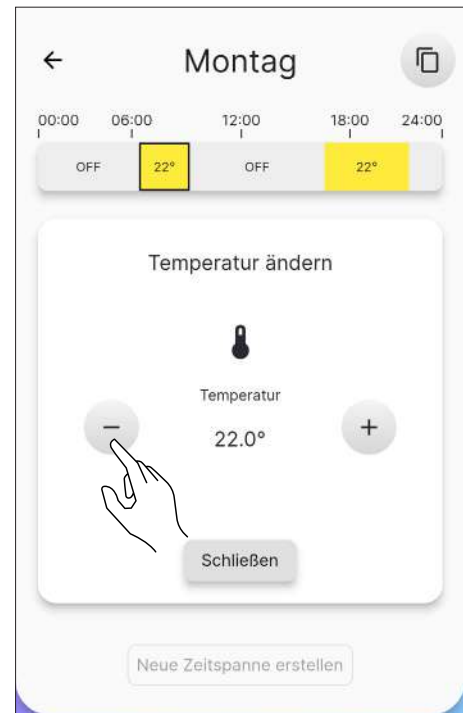 Montag
00:00 06:00 12:00 18:00 24:00
OFF 22° OFF 22°
Temperatur ändern
Temperatur
22.0°
Schließen
Neue Zeitspanne erstellen